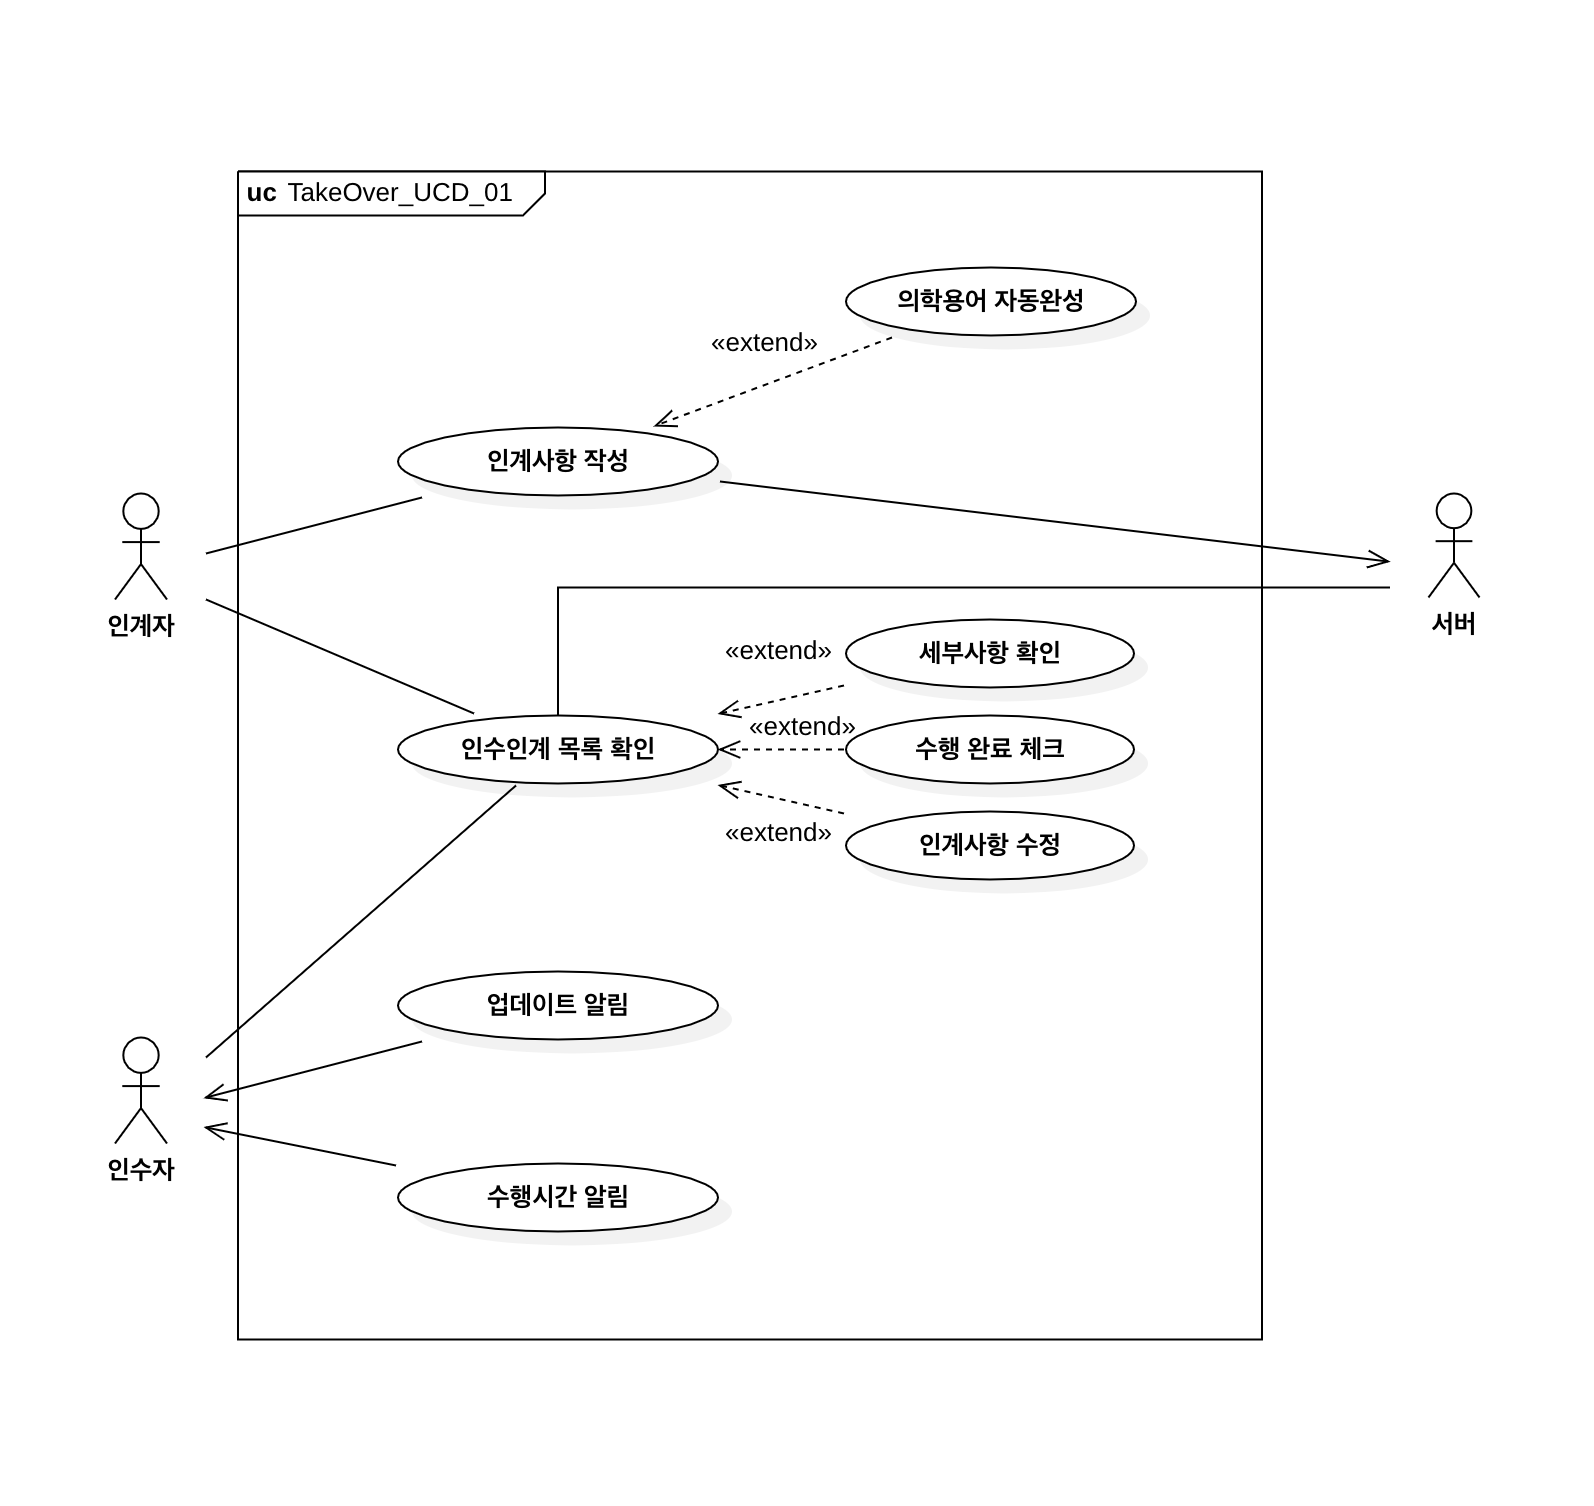 uc TakeOver_UCD_01
의학용어 자동완성
«extend»
인계사항 작성
인계자
서버
«extend»
세부사항 확인
«extend»
인수인계 목록 확인
수행 완료 체크
«extend»
인계사항 수정
업데이트 알림
인수자
수행시간 알림